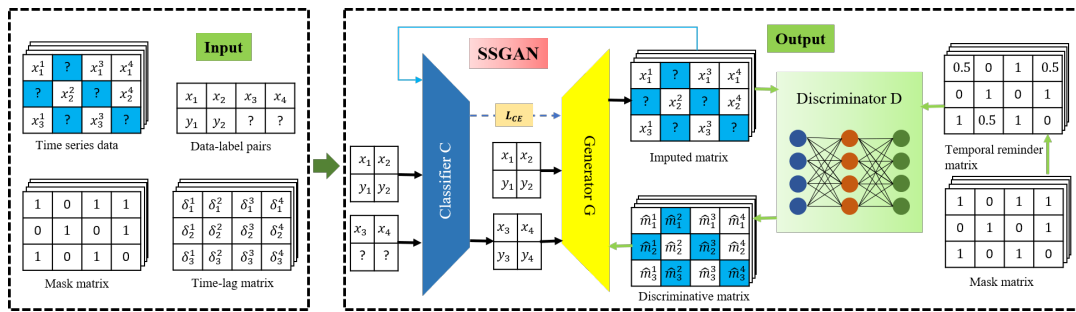 Input
x₁¹ ? x₁³ x₁⁴
? x₂² ? x₂⁴
x₃¹ ? x₃³ ?
Time series data
x₁ x₂ x₃ x₄
y₁ y₂ ? ?
Data-label pairs
1 0 1 1
0 1 0 1
1 0 1 0
Mask matrix
δ₁¹ δ₁² δ₁³ δ₁⁴
δ₂¹ δ₂² δ₂³ δ₂⁴
δ₃¹ δ₃² δ₃³ δ₃⁴
Time-lag matrix
SSGAN
Output
x₁ x₂
y₁ y₂
x₃ x₄
? ?
Classifier C
L_CE
x₁ x₂
y₁ y₂
x₃ x₄
y₃ y₄
Generator G
x₁¹ ? x₁³ x₁⁴
? x₂² ? x₂⁴
x₃¹ ? x₃³ ?
Imputed matrix
m̂₁¹ m̂₁² m̂₁³ m̂₁⁴
m̂₂¹ m̂₂² m̂₂³ m̂₂⁴
m̂₃¹ m̂₃² m̂₃³ m̂₃⁴
Discriminative matrix
Discriminator D
0.5 0 1 0.5
0 1 0 1
1 0.5 1 0
Temporal reminder
matrix
1 0 1 1
0 1 0 1
1 0 1 0
Mask matrix